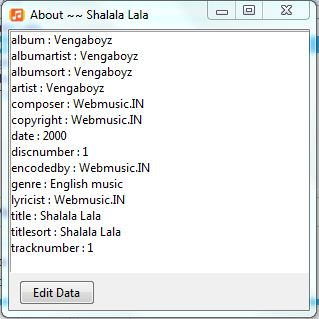 About ~~ Shalala Lala
album : Vengaboyz
albumartist : Vengaboyz
albumsort : Vengaboyz
artist : Vengaboyz
composer : Webmusic.IN
copyright : Webmusic.IN
date : 2000
discnumber : 1
encodedby : Webmusic.IN
genre : English music
lyricist : Webmusic.IN
title : Shalala Lala
titlesort : Shalala Lala
tracknumber : 1
Edit Data